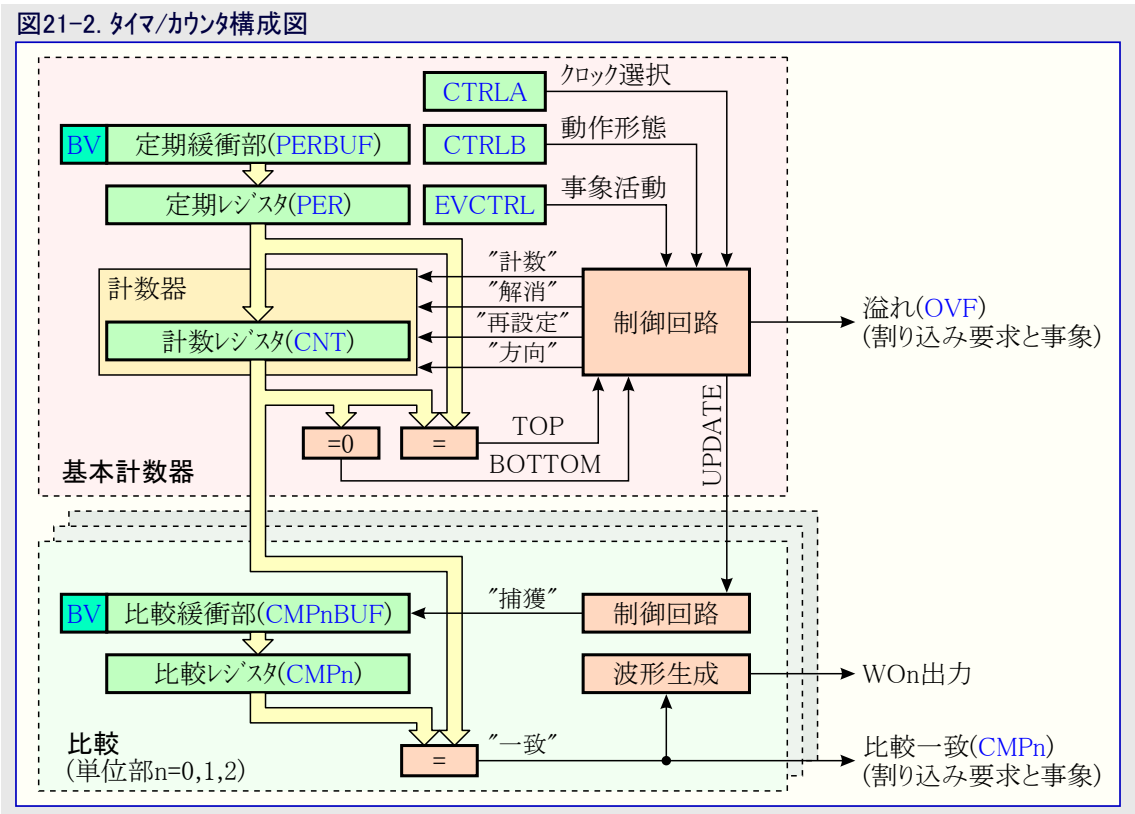 図21-2. ﾀｲﾏ/ｶｳﾝﾀ構成図
CTRLA
ｸﾛｯｸ選択
BV
定期緩衝部(PERBUF)
CTRLB
動作形態
定期ﾚｼﾞｽﾀ(PER)
EVCTRL
事象活動
計数器
計数ﾚｼﾞｽﾀ(CNT)
"計数"
"解消"
"再設定"
"方向"
制御回路
溢れ(OVF)
(割り込み要求と事象)
=0
=
TOP
BOTTOM
UPDATE
基本計数器
BV
比較緩衝部(CMPnBUF)
"捕獲"
制御回路
比較ﾚｼﾞｽﾀ(CMPn)
波形生成
WOn出力
比較
(単位部n=0,1,2)
=
"一致"
比較一致(CMPn)
(割り込み要求と事象)